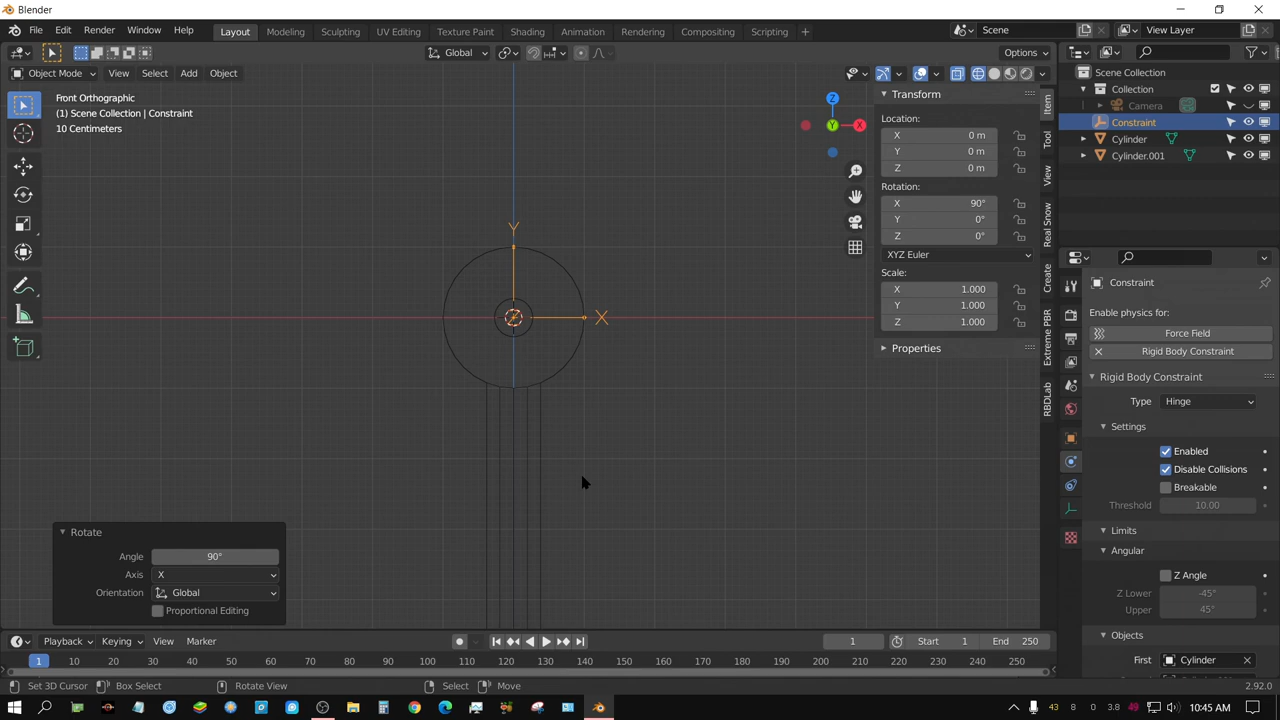 Blender
File Edit Render Window Help Layout Modeling Sculpting UV Editing Texture Paint Shading Animation Rendering Compositing Scripting + Scene View Layer
Global Options
Object Mode View Select Add Object
Front Orthographic
(1) Scene Collection | Constraint
10 Centimeters
Y
X
Z
X
Y
Transform
Location:
X 0 m
Y 0 m
Z 0 m
Rotation:
X 90°
Y 0°
Z 0°
XYZ Euler
Scale:
X 1.000
Y 1.000
Z 1.000
Properties
Item
Tool
View
Real Snow
Create
Extreme PBR
RBDLab
Scene Collection
Collection
Camera
Constraint
Cylinder
Cylinder.001
Constraint
Enable physics for:
Force Field
Rigid Body Constraint
Rigid Body Constraint
Type Hinge
Settings
Enabled
Disable Collisions
Breakable
Threshold 10.00
Limits
Angular
Z Angle
Z Lower -45°
Upper 45°
Objects
First Cylinder
Rotate
Angle 90°
Axis X
Orientation Global
Proportional Editing
Playback Keying View Marker 1 Start 1 End 250
1 10 20 30 40 50 60 70 80 90 100 110 120 130 140 150 160 170 180 190 200 210 220 230 240 250
Set 3D Cursor Box Select Rotate View Select Move 2.92.0
43 8 3.8 49 10:45 AM